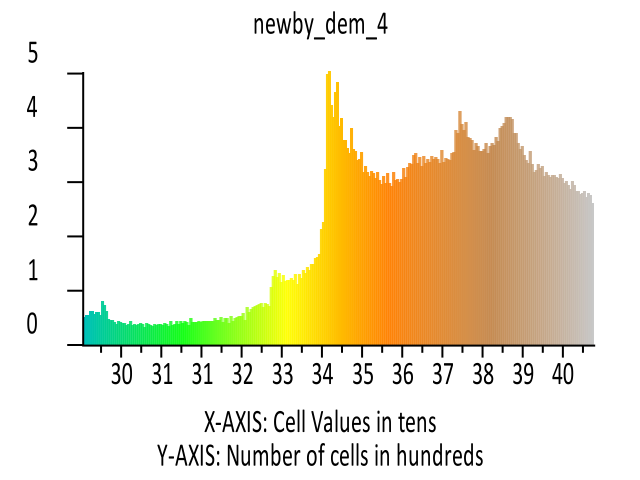 newby_dem_4
5
4
3
2
1
0
30 31 31 32 33 34 35 36 37 38 39 40
X-AXIS: Cell Values in tens
Y-AXIS: Number of cells in hundreds